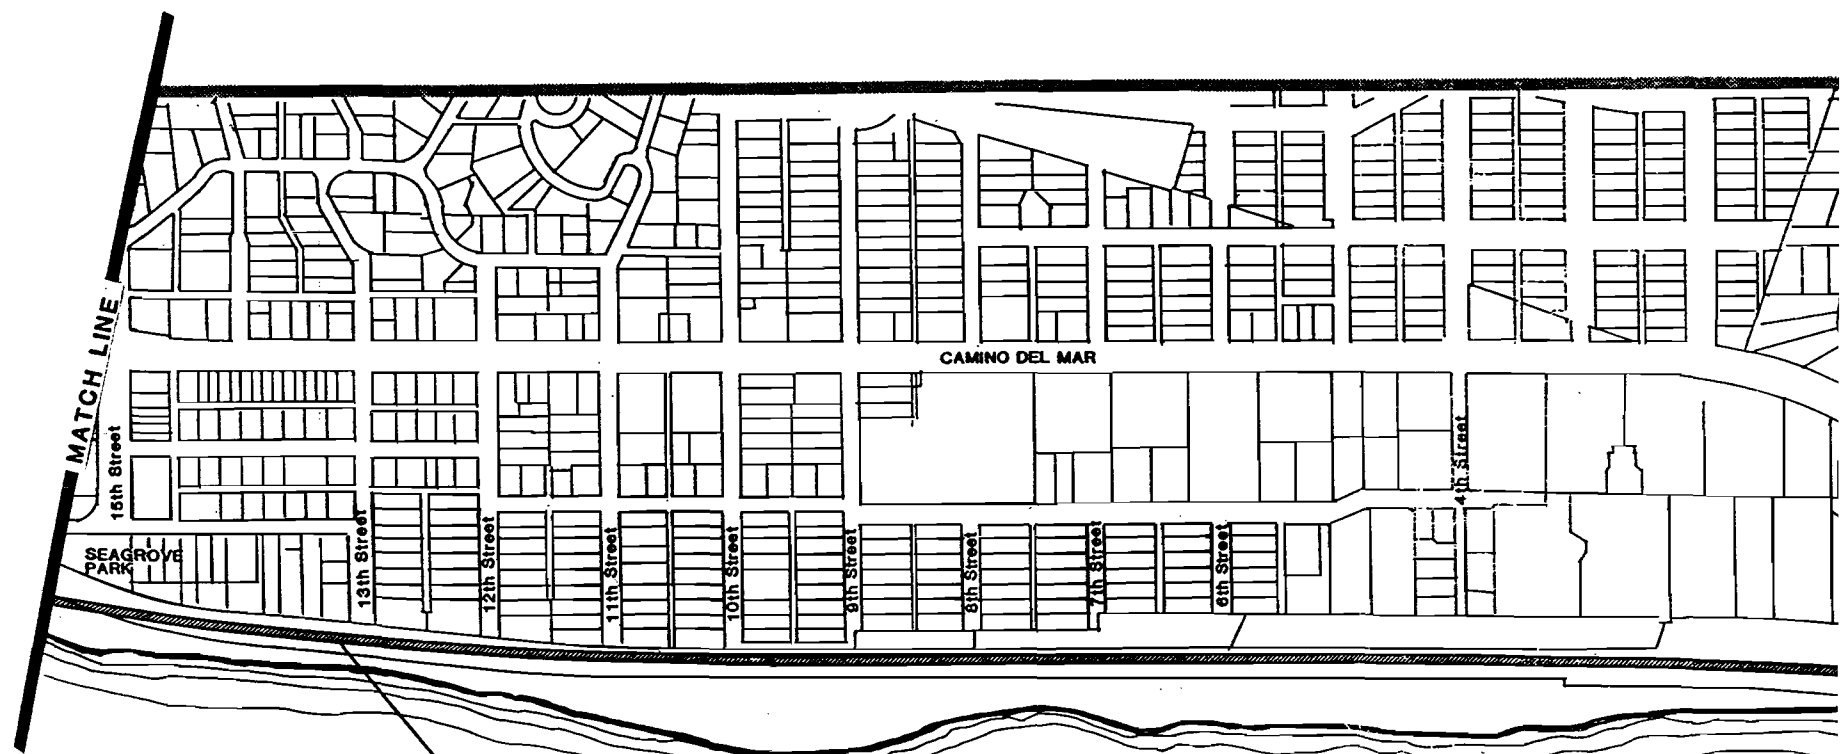 MATCH LINE
CAMINO DEL MAR
15th Street
SEAGROVE
PARK
13th Street
12th Street
11th Street
10th Street
9th Street
8th Street
7th Street
6th Street
4th Street